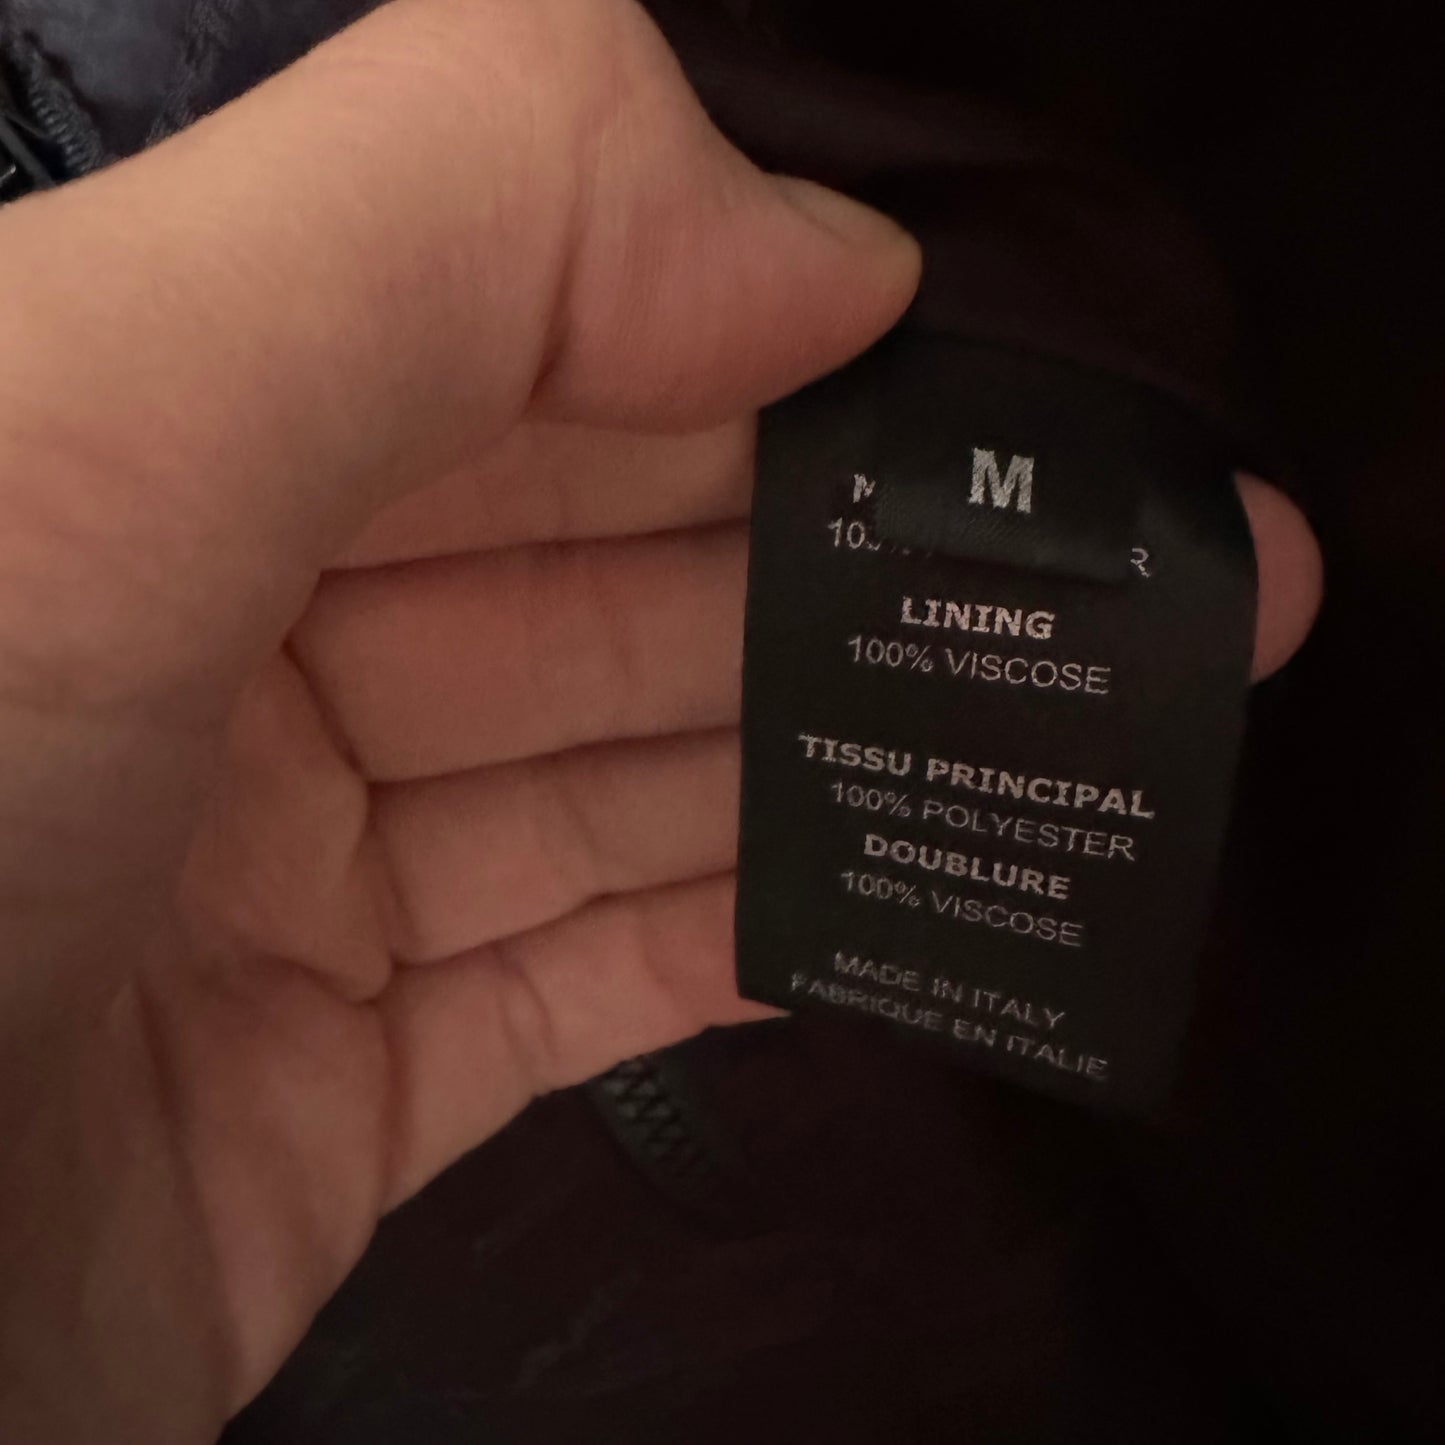 M
LINING
100% VISCOSE
TISSU PRINCIPAL
100% POLYESTER
DOUBLURE
100% VISCOSE
MADE IN ITALY
FABRIQUE EN ITALIE